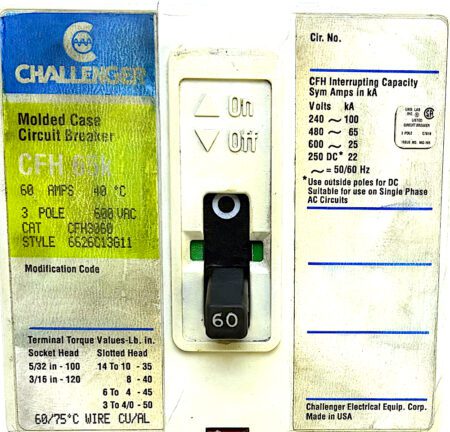 CHALLENGER
Molded Case
Circuit Breaker
CFH 65k
60 AMPS 40 °C
3 POLE 600 VAC
CAT CFH3060
STYLE 6626C13G11
Modification Code
Terminal Torque Values-Lb. in.
Socket Head Slotted Head
5/32 in - 100 14 To 10 - 35
3/16 in - 120 8 - 40
6 To 4 - 45
3 To 4/0 - 50
60/75°C WIRE CU/AL
On
Off
60
Cir. No.
CFH Interrupting Capacity
Sym Amps in kA
Volts kA
240 ~ 100
480 ~ 65
600 ~ 25
250 DC* 22
~ = 50/60 Hz
*Use outside poles for DC
Suitable for use on Single Phase
AC Circuits
LISTED
CIRCUIT BREAKER
Challenger Electrical Equip. Corp.
Made in USA